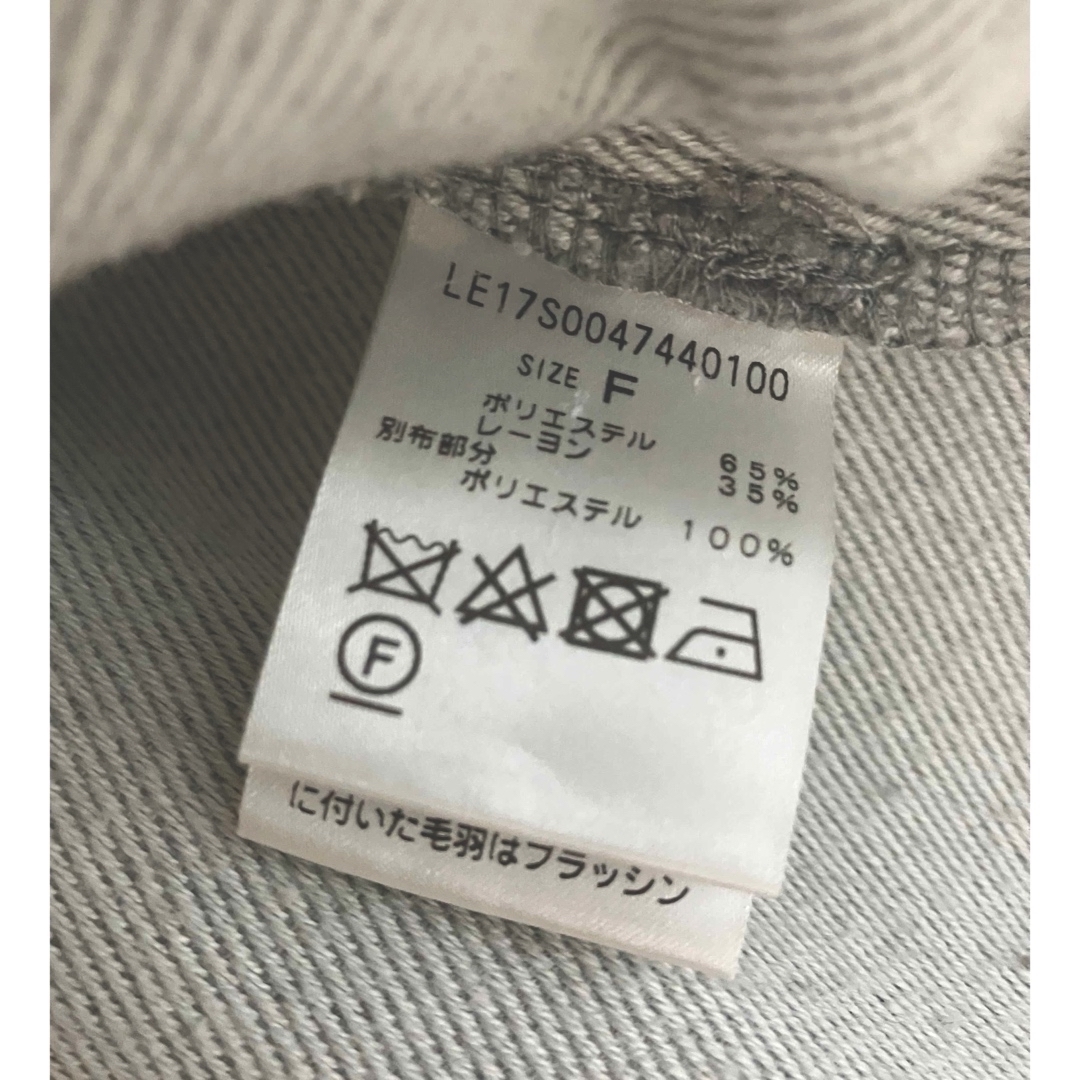 LE17S0047440100
SIZE F
ポリエステル 65%
レーヨン 35%
別布部分
ポリエステル 100%
F
に付いた毛羽はブラッシン